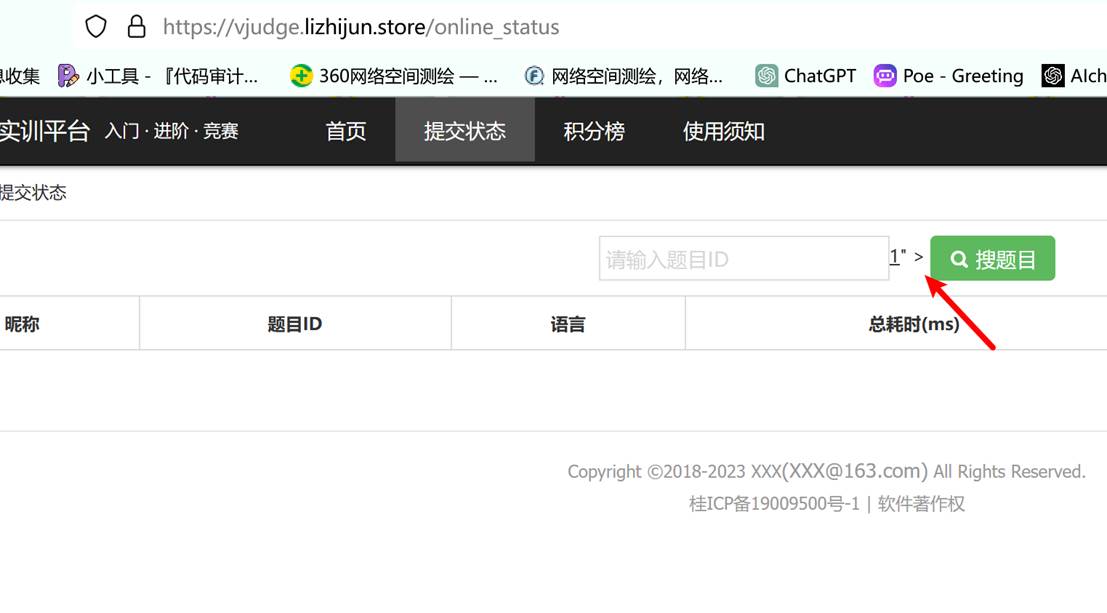 https://vjudge.lizhijun.store/online_status
息收集 小工具 - 『代码审计... 360网络空间测绘 — ... 网络空间测绘，网络... ChatGPT Poe - Greeting AIch
实训平台 入门 · 进阶 · 竞赛 首页 提交状态 积分榜 使用须知
提交状态
请输入题目ID 1" > 搜题目
昵称 题目ID 语言 总耗时(ms)
Copyright ©2018-2023 XXX(XXX@163.com) All Rights Reserved.
桂ICP备19009500号-1 | 软件著作权